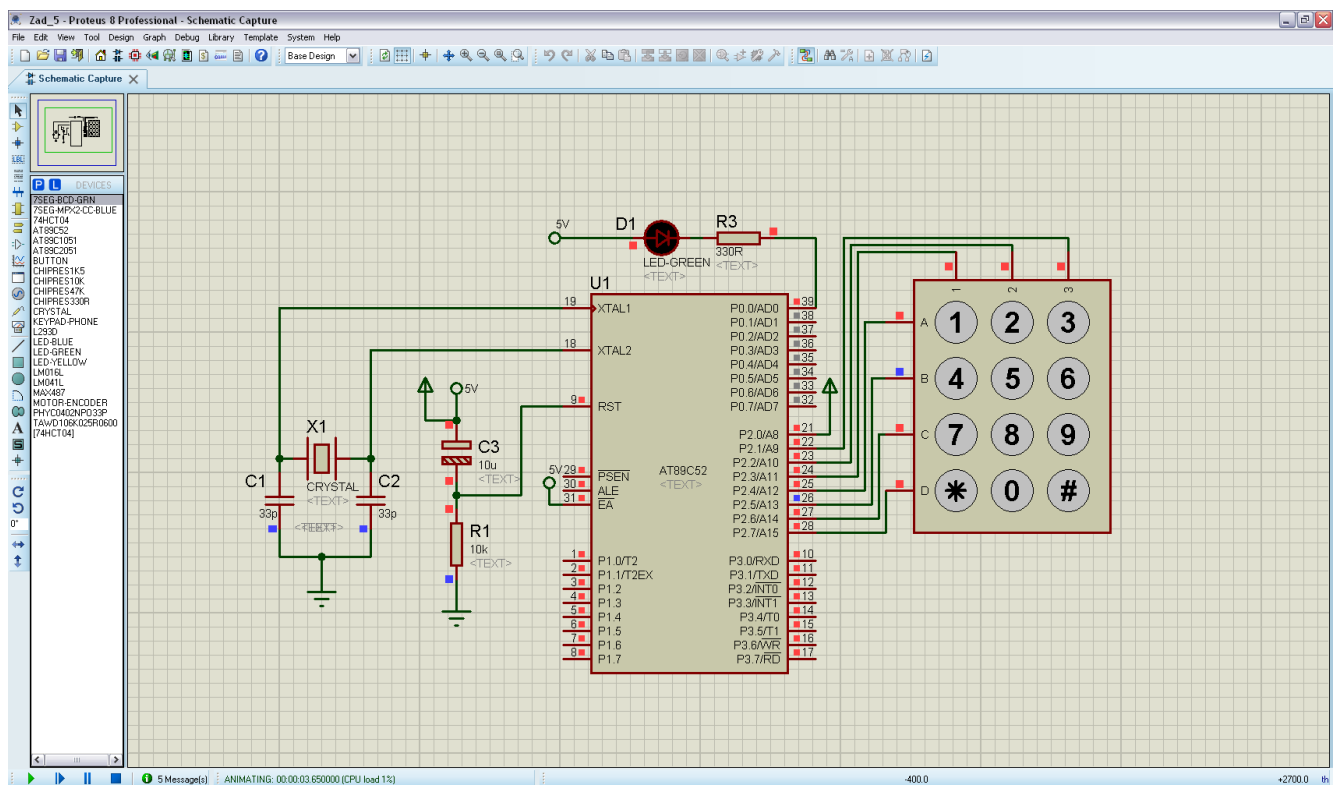 Zad_5 - Proteus 8 Professional - Schematic Capture
File Edit View Tool Design Graph Debug Library Template System Help
Base Design
Schematic Capture
P L DEVICES
7SEG-BCD-GRN
7SEG-MPX2-CC-BLUE
74HCT04
AT89C52
AT89C1051
AT89C2051
BUTTON
CHIPRES1K5
CHIPRES10K
CHIPRES47K
CHIPRES330R
CRYSTAL
KEYPAD-PHONE
L293D
LED-BLUE
LED-GREEN
LED-YELLOW
LM016L
LM041L
MAX487
MOTOR-ENCODER
PHYC0402NPO33P
TAWD106K025R0600
[74HCT04]
LBL
A
S
0°
5V
D1
LED-GREEN
<TEXT>
R3
330R
<TEXT>
U1
AT89C52
<TEXT>
19 XTAL1
18 XTAL2
9 RST
29 PSEN
30 ALE
31 EA
1 P1.0/T2
2 P1.1/T2EX
3 P1.2
4 P1.3
5 P1.4
6 P1.5
7 P1.6
8 P1.7
P0.0/AD0 39
P0.1/AD1 38
P0.2/AD2 37
P0.3/AD3 36
P0.4/AD4 35
P0.5/AD5 34
P0.6/AD6 33
P0.7/AD7 32
P2.0/A8 21
P2.1/A9 22
P2.2/A10 23
P2.3/A11 24
P2.4/A12 25
P2.5/A13 26
P2.6/A14 27
P2.7/A15 28
P3.0/RXD 10
P3.1/TXD 11
P3.2/INT0 12
P3.3/INT1 13
P3.4/T0 14
P3.5/T1 15
P3.6/WR 16
P3.7/RD 17
5V
5V
X1
CRYSTAL
<TEXT>
C1
33p
<TEXT>
C2
33p
C3
10u
<TEXT>
R1
10k
<TEXT>
1 2 3
A 1 2 3
B 4 5 6
C 7 8 9
D * 0 #
5 Message(s) ANIMATING: 00:00:03.650000 (CPU load 1%) -400.0 +2700.0 th